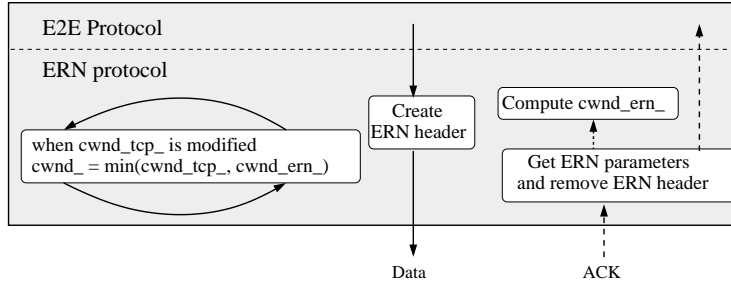 E2E Protocol
ERN protocol
Create
ERN header
Compute cwnd_ern_
when cwnd_tcp_ is modified
cwnd_ = min(cwnd_tcp_, cwnd_ern_)
Get ERN parameters
and remove ERN header
Data
ACK